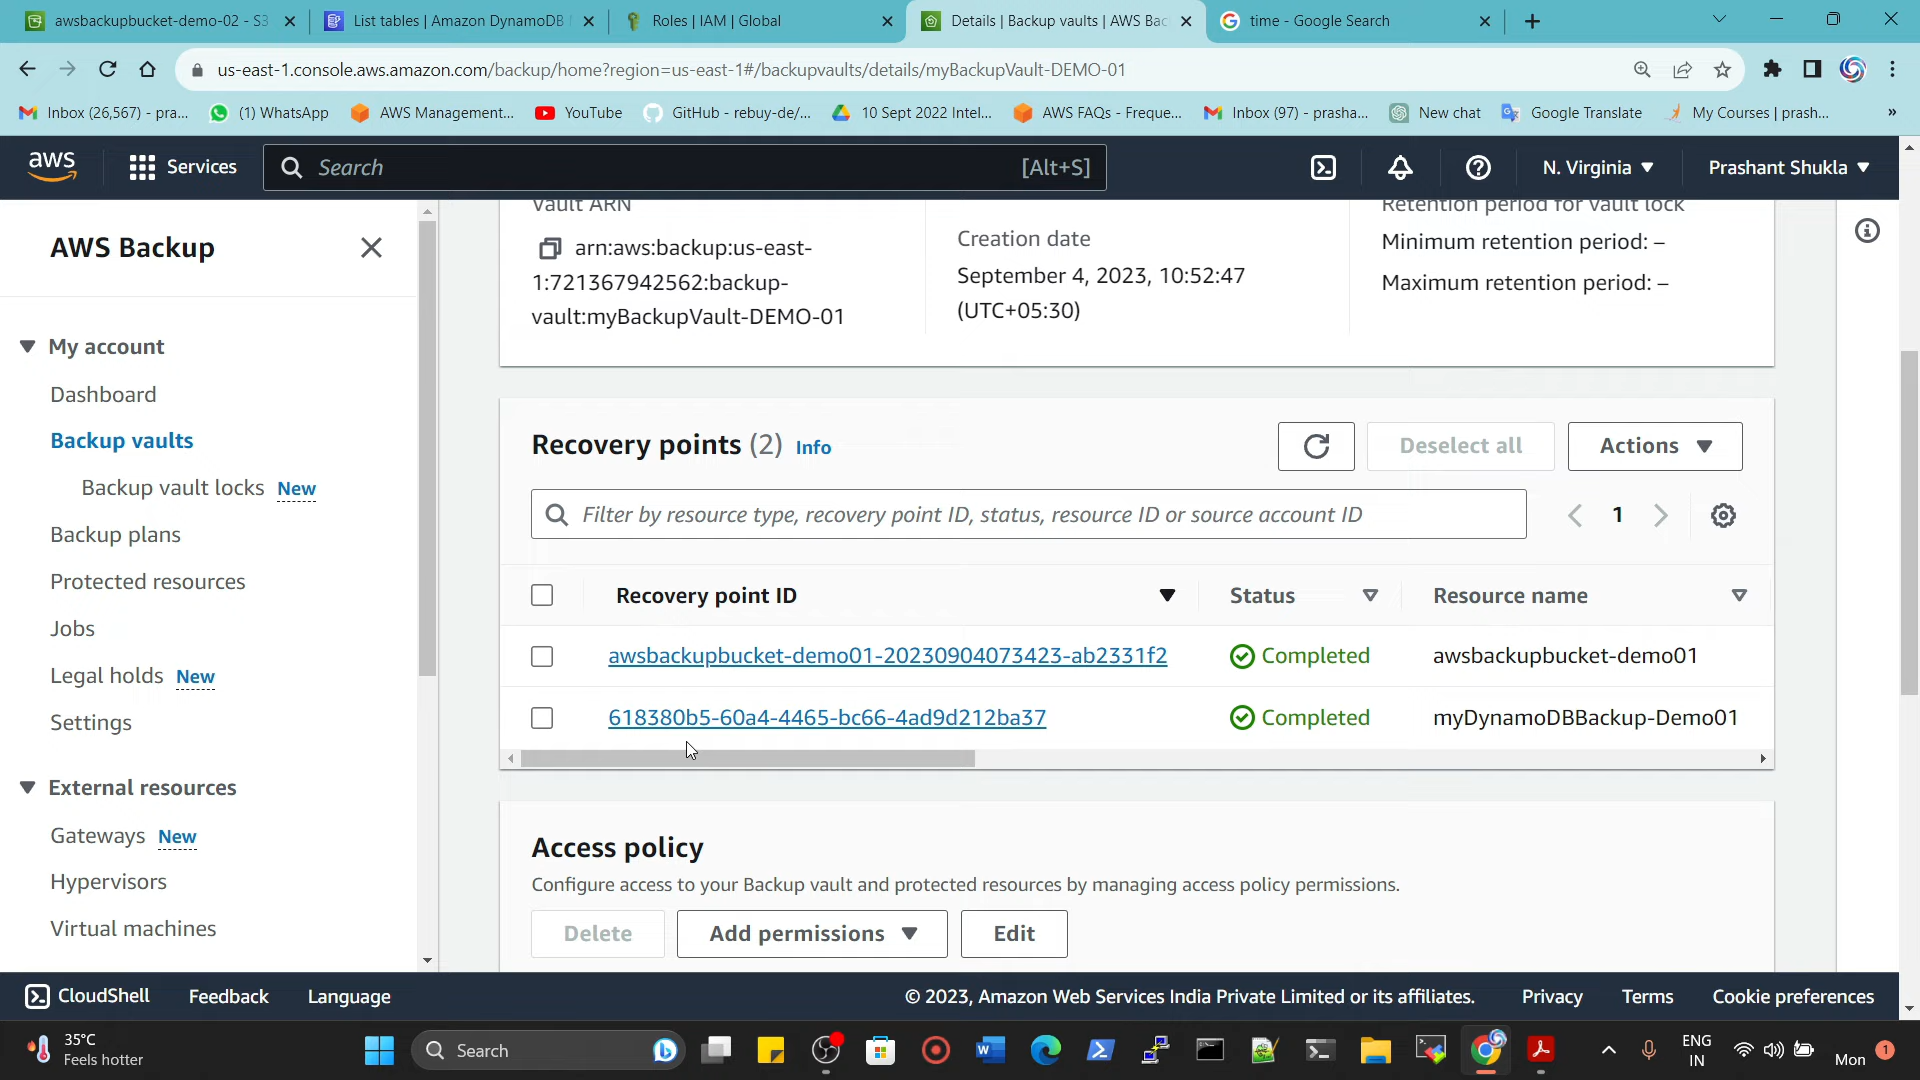 awsbackupbucket-demo-02 - S3
List tables | Amazon DynamoDB
Roles | IAM | Global
Details | Backup vaults | AWS Bac
time - Google Search
us-east-1.console.aws.amazon.com/backup/home?region=us-east-1#/backupvaults/details/myBackupVault-DEMO-01
Inbox (26,567) - pra...
(1) WhatsApp
AWS Management...
YouTube
GitHub - rebuy-de/...
10 Sept 2022 Intel...
AWS FAQs - Freque...
Inbox (97) - prasha...
New chat
Google Translate
My Courses | prash...
»
aws
Services
Search
[Alt+S]
N. Virginia
Prashant Shukla
AWS Backup
My account
Dashboard
Backup vaults
Backup vault locks New
Backup plans
Protected resources
Jobs
Legal holds New
Settings
External resources
Gateways New
Hypervisors
Virtual machines
Vault ARN
arn:aws:backup:us-east-
1:721367942562:backup-
vault:myBackupVault-DEMO-01
Creation date
September 4, 2023, 10:52:47
(UTC+05:30)
Retention period for vault lock
Minimum retention period: –
Maximum retention period: –
Recovery points (2) Info
Deselect all
Actions
Filter by resource type, recovery point ID, status, resource ID or source account ID
1
Recovery point ID
Status
Resource name
awsbackupbucket-demo01-20230904073423-ab2331f2
Completed
awsbackupbucket-demo01
618380b5-60a4-4465-bc66-4ad9d212ba37
Completed
myDynamoDBBackup-Demo01
Access policy
Configure access to your Backup vault and protected resources by managing access policy permissions.
Delete
Add permissions
Edit
CloudShell
Feedback
Language
© 2023, Amazon Web Services India Private Limited or its affiliates.
Privacy
Terms
Cookie preferences
35°C
Feels hotter
Search
ENG
IN
Mon
1